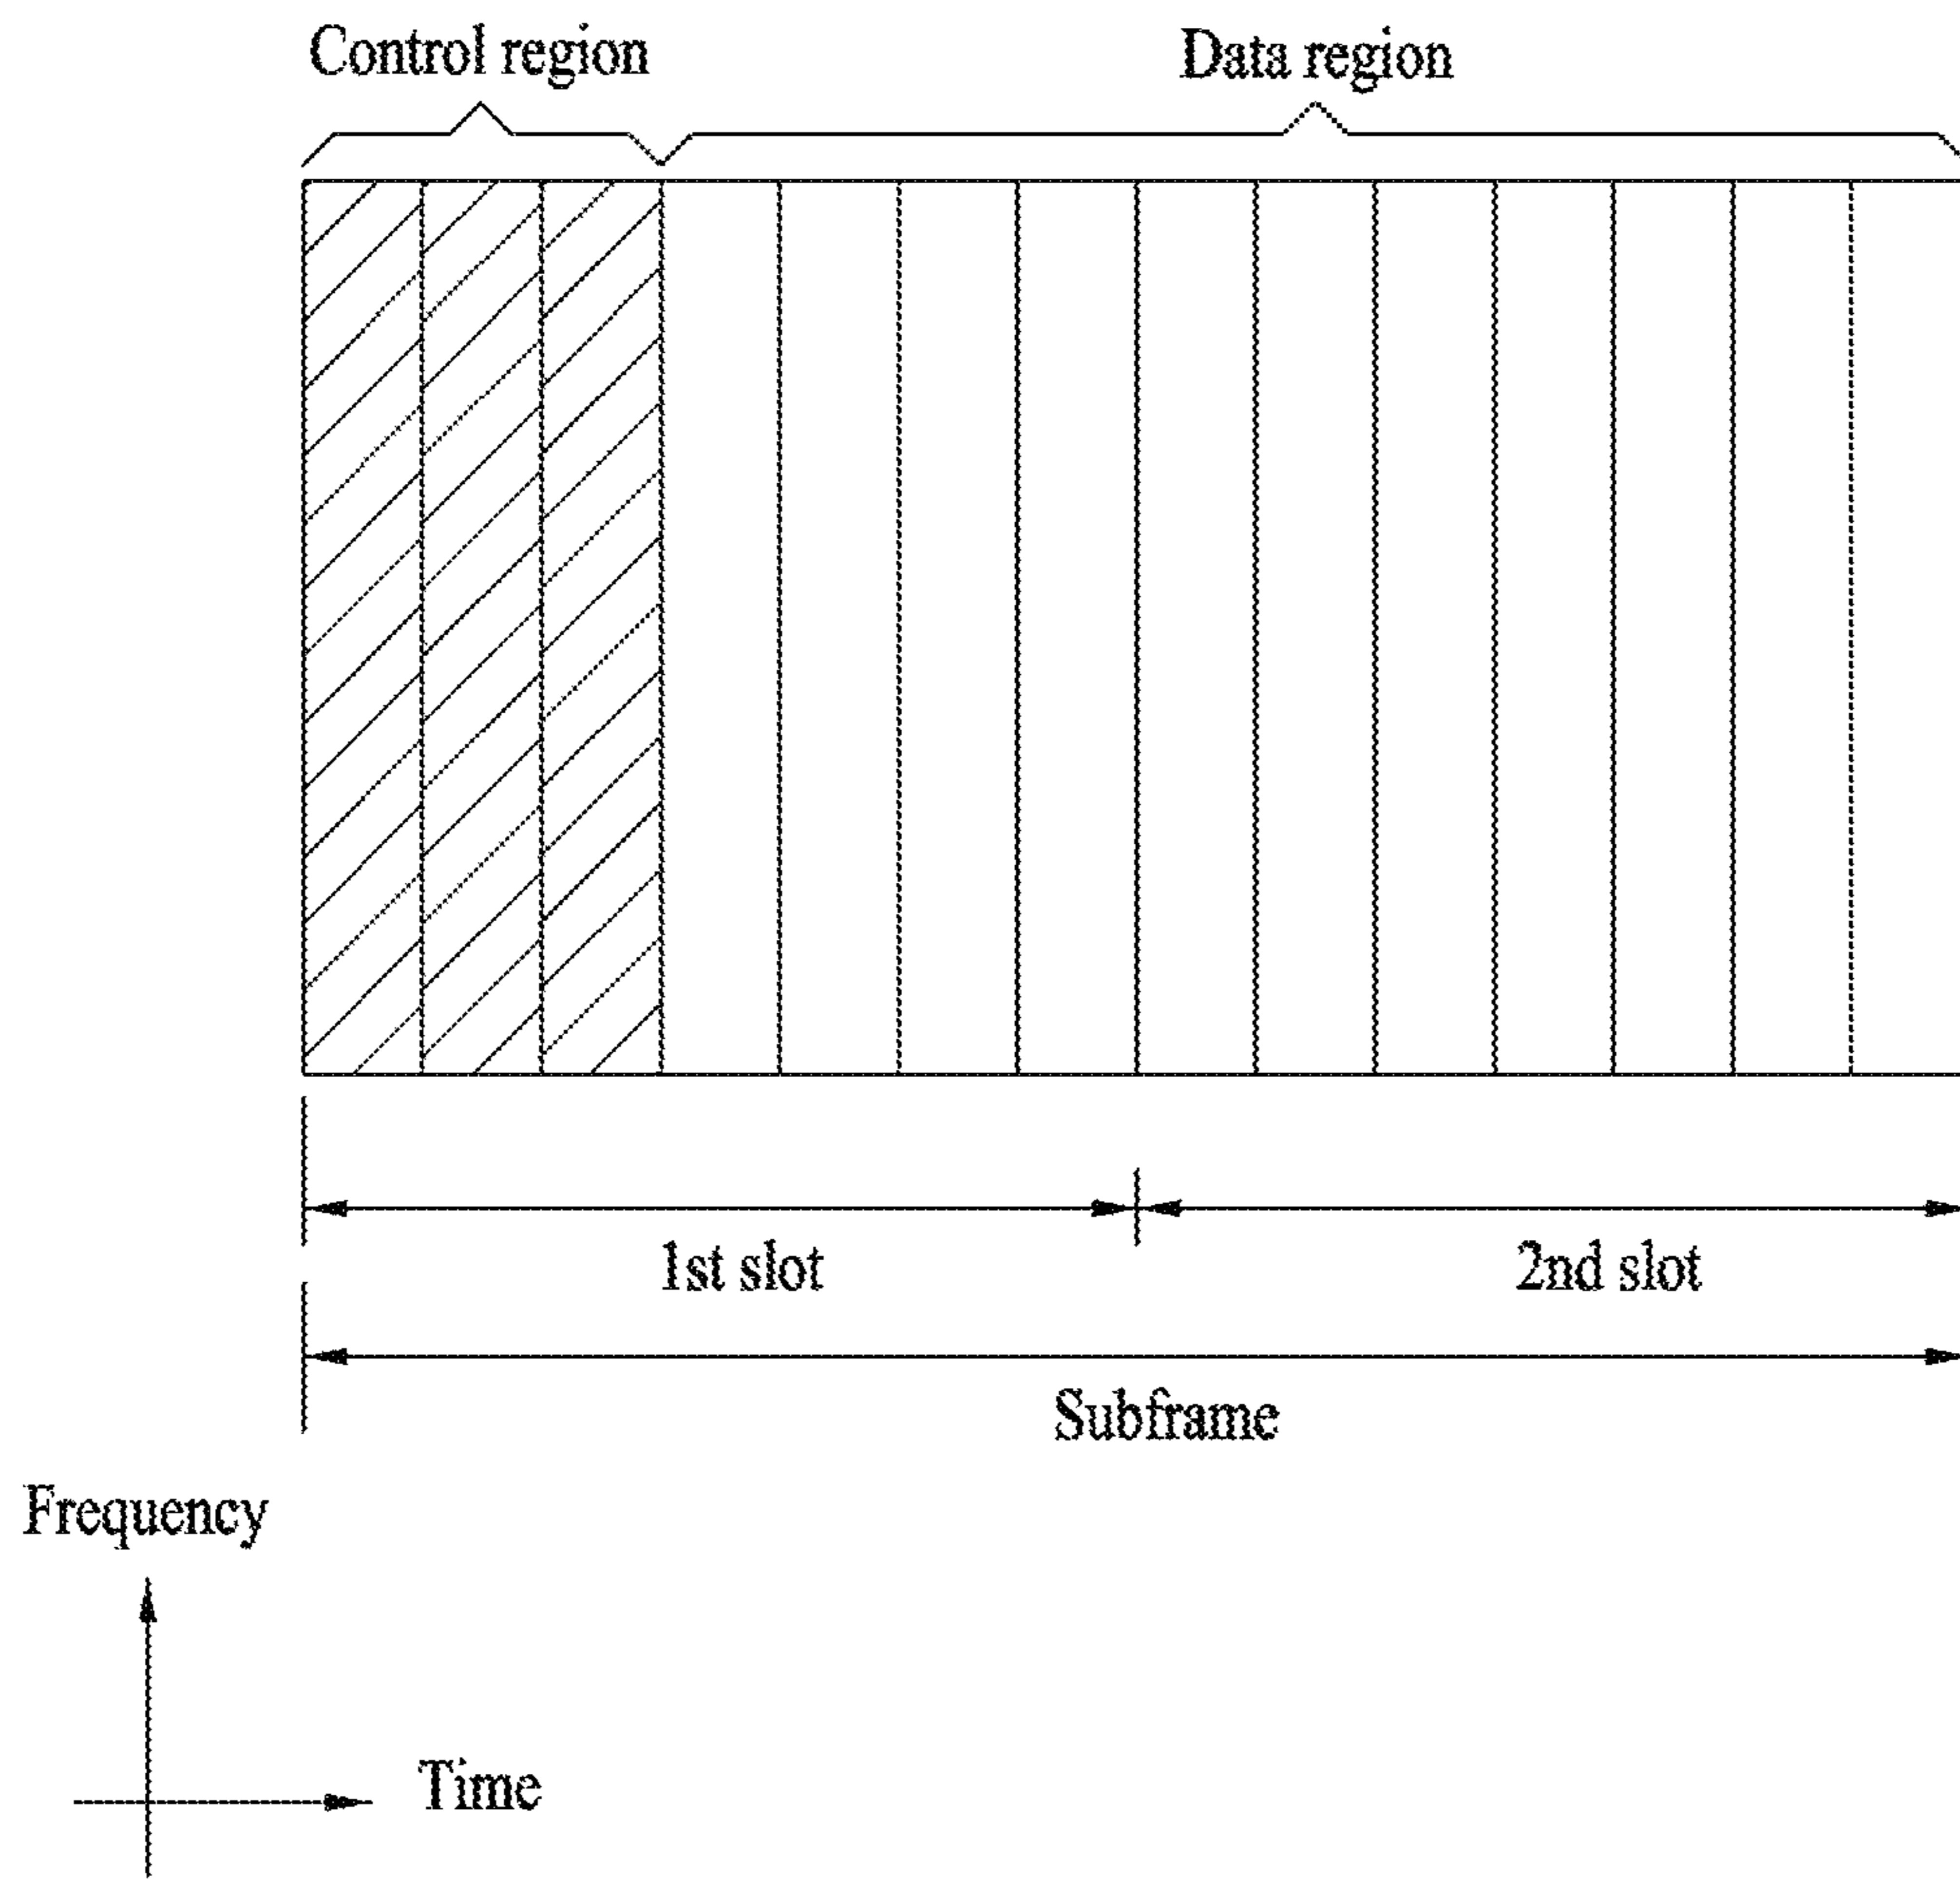 Control region
Data region
1st slot
2nd slot
Subframe
Frequency
Time